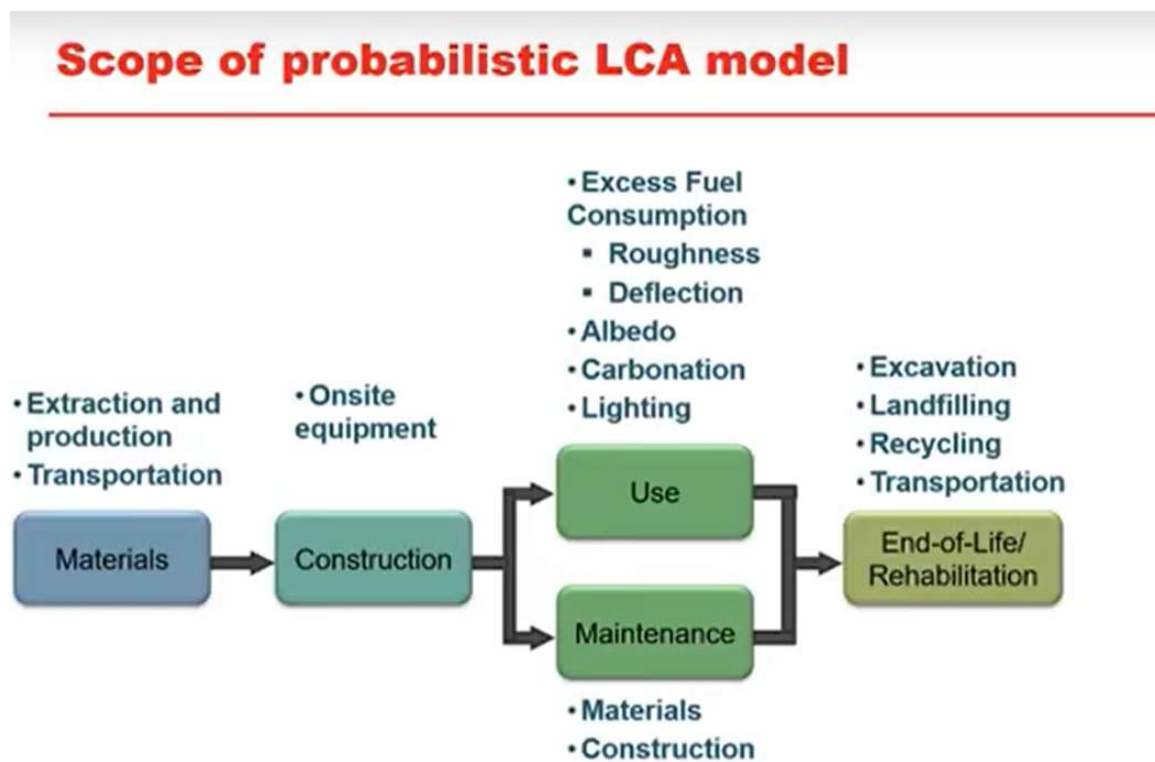 Scope of probabilistic LCA model
•Excess Fuel
Consumption
▪ Roughness
▪ Deflection
•Albedo
•Carbonation
•Lighting
•Extraction and
production
•Transportation
•Onsite
equipment
•Excavation
•Landfilling
•Recycling
•Transportation
Materials
Construction
Use
Maintenance
End-of-Life/
Rehabilitation
•Materials
•Construction